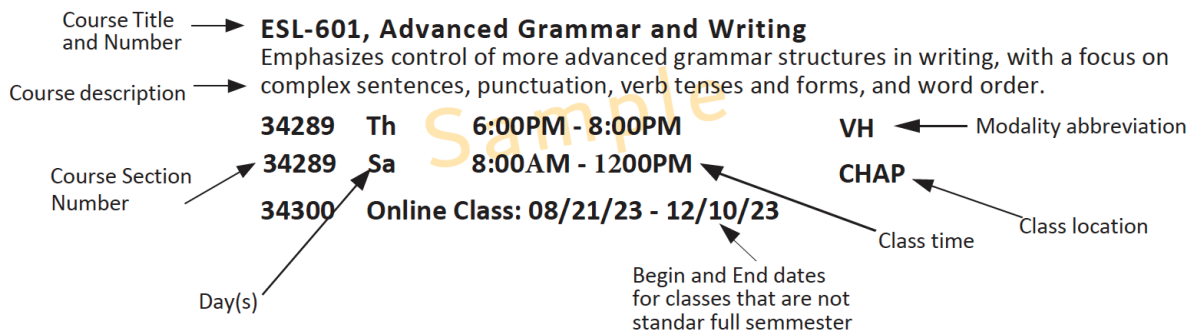 Course Title
and Number
ESL-601, Advanced Grammar and Writing
Emphasizes control of more advanced grammar structures in writing, with a focus on
complex sentences, punctuation, verb tenses and forms, and word order.
Course description
Sample
34289 Th 6:00PM - 8:00PM VH
Modality abbreviation
34289 Sa 8:00AM - 1200PM CHAP
Course Section
Number
34300 Online Class: 08/21/23 - 12/10/23
Class location
Class time
Day(s)
Begin and End dates
for classes that are not
standar full semmester